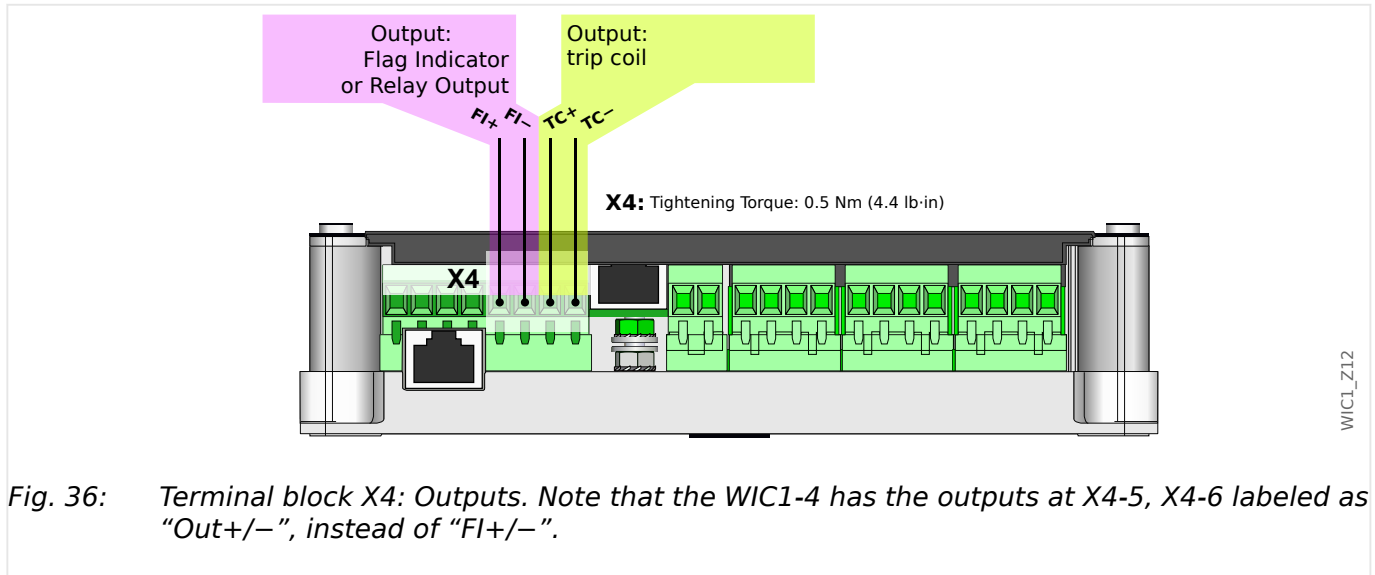 Output:
Flag Indicator
or Relay Output
Output:
trip coil
FI+ FI− TC+ TC−
X4: Tightening Torque: 0.5 Nm (4.4 lb·in)
X4
WIC1_Z12
Fig. 36: Terminal block X4: Outputs. Note that the WIC1-4 has the outputs at X4-5, X4-6 labeled as
“Out+/−”, instead of “FI+/−”.